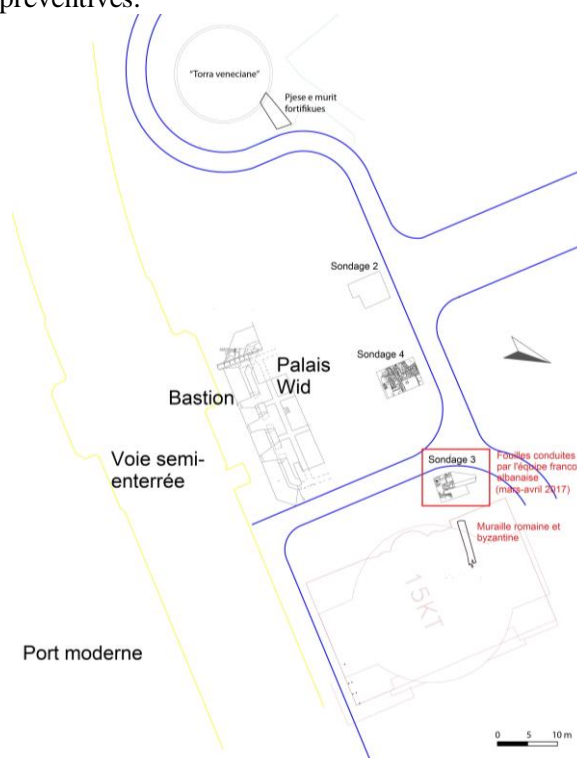 préventives.
"Torra veneciane"
Pjese e murit
fortifikues
Sondage 2
Sondage 4
Palais
Wid
Bastion
Voie semi-
enterrée
Sondage 3
Fouilles conduites
par l'équipe franco
albanaise
(mars-avril 2017)
Muraille romaine et
byzantine
15KT
Port moderne
0 5 10 m